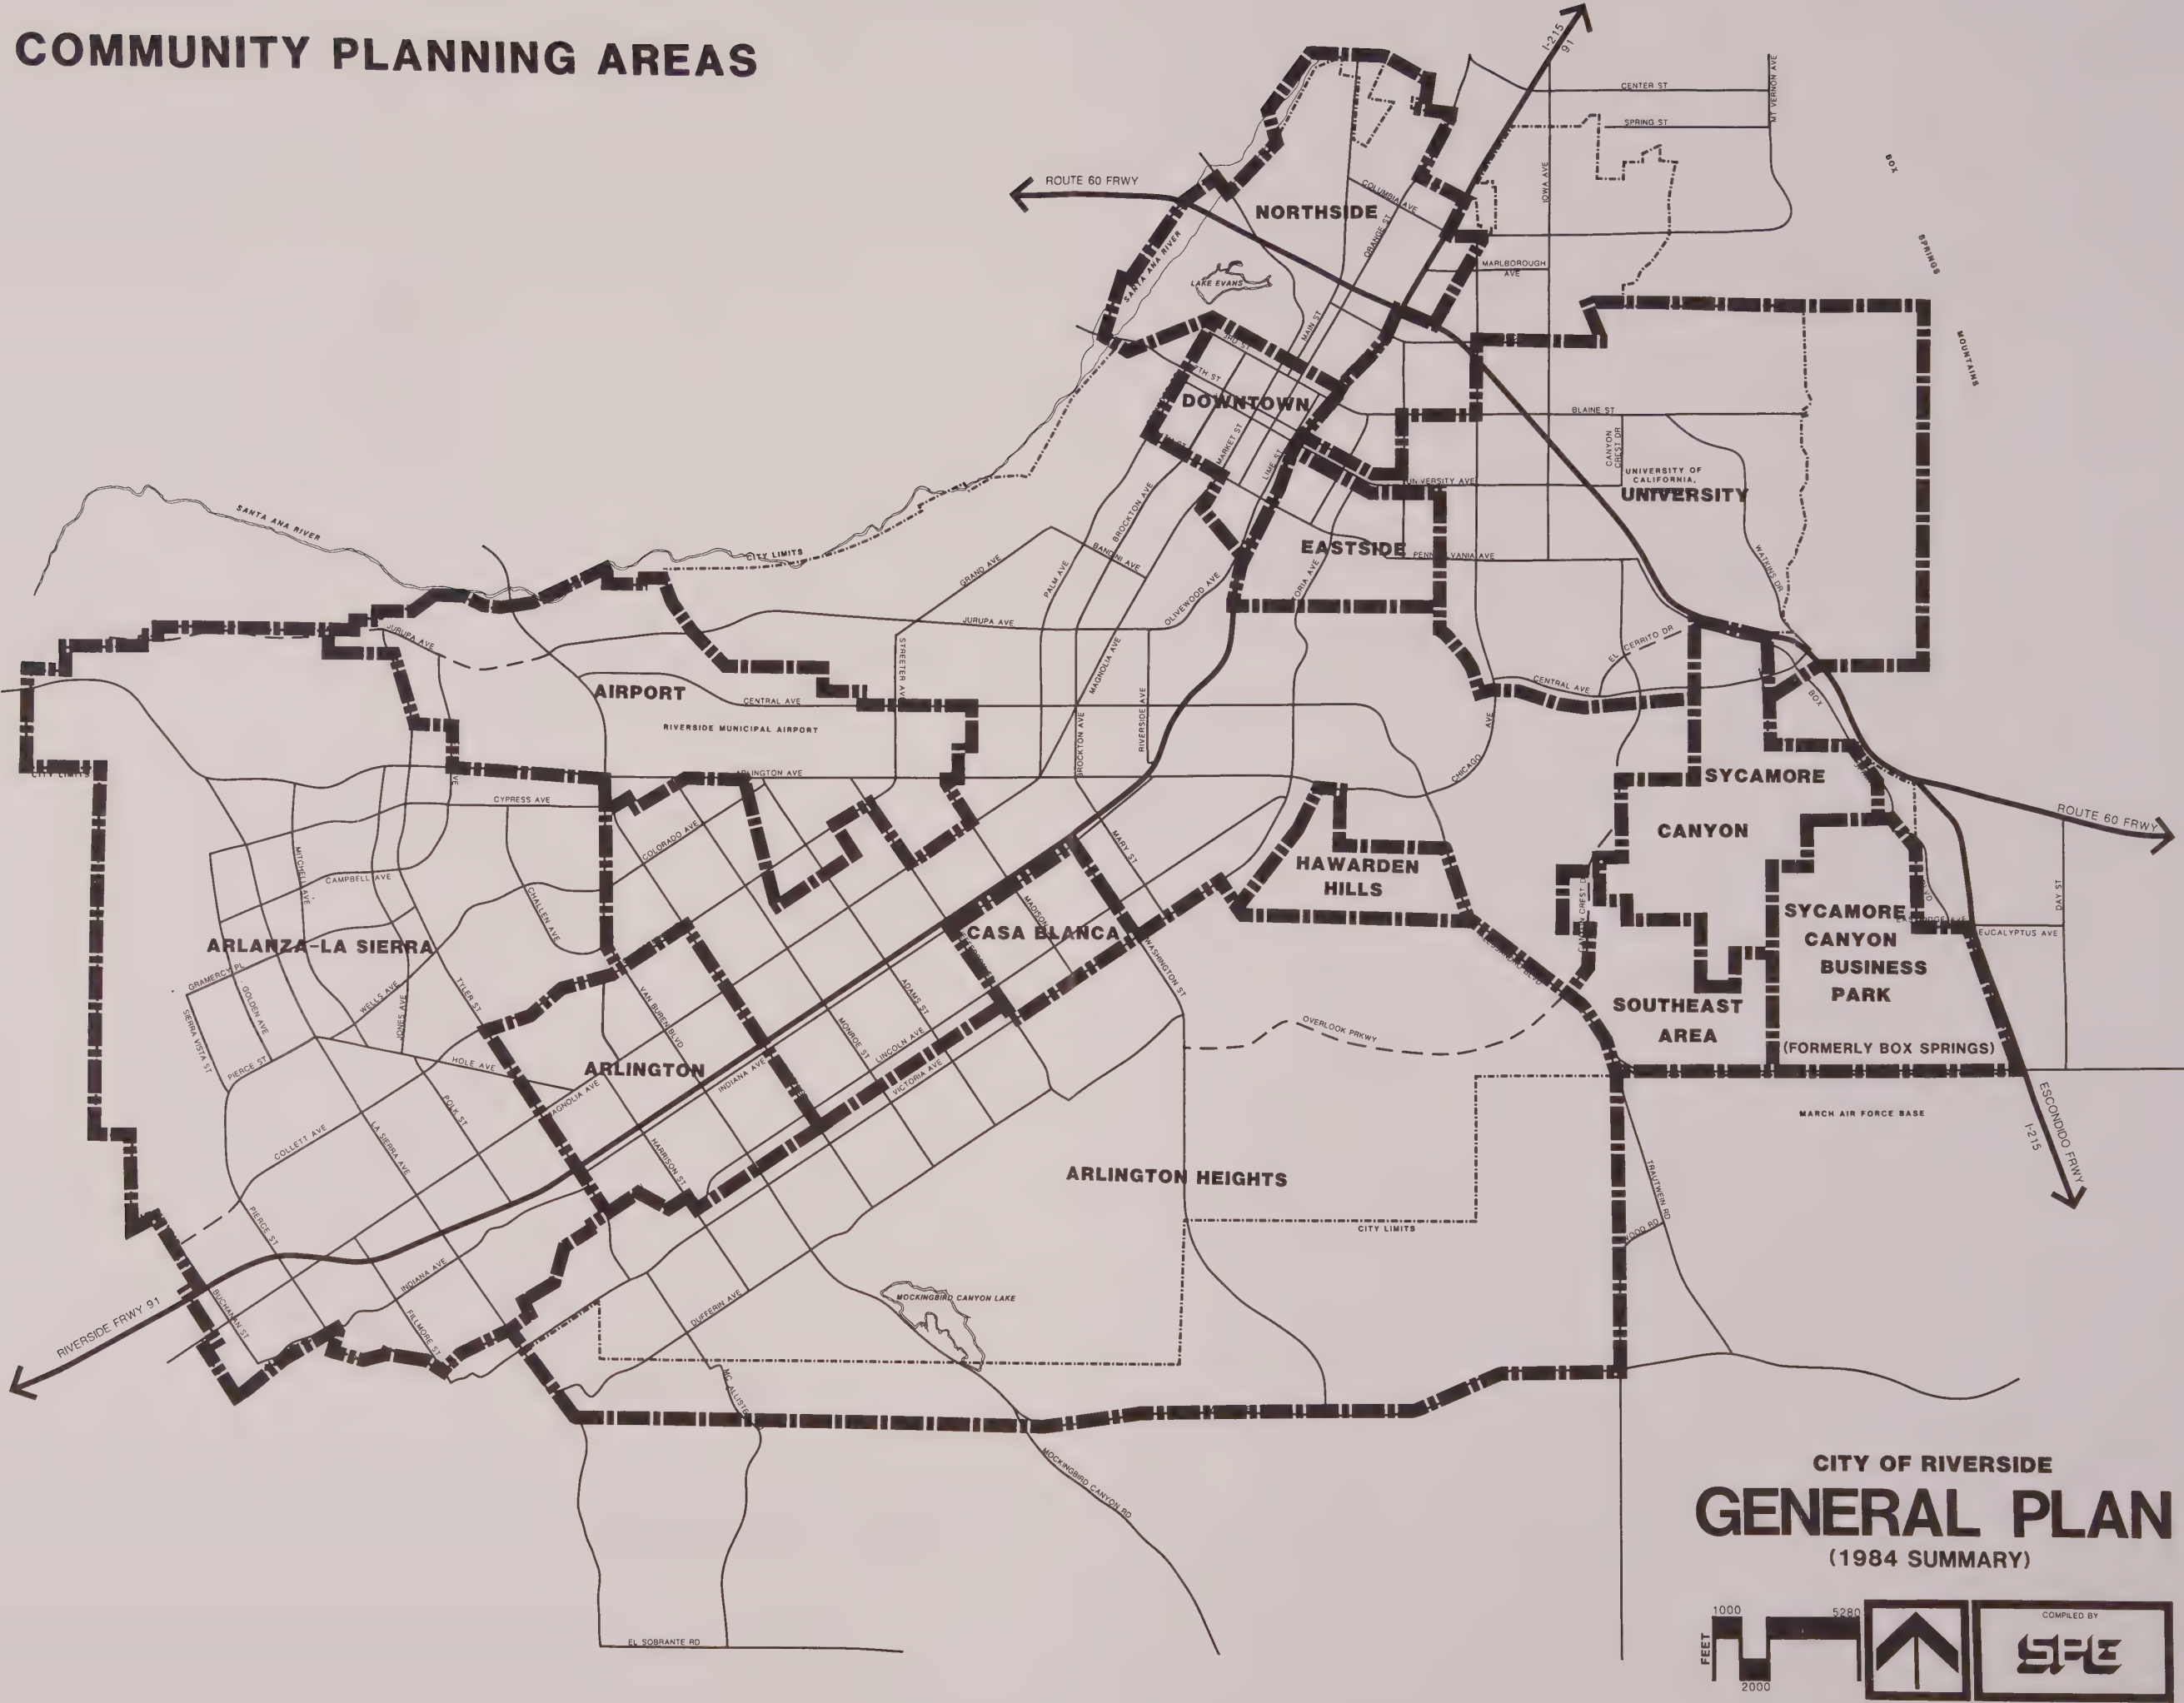 COMMUNITY PLANNING AREAS
I-215
91
CENTER ST
MT VERNON AVE
SPRING ST
BOX
SPRINGS
MOUNTAINS
ROUTE 60 FRWY
COLUMBIA AVE
IOWA AVE
NORTHSIDE
ORANGE ST
SANTA ANA RIVER
MARLBOROUGH
AVE
LAKE EVANS
MAIN ST
3RD ST
7TH ST
DOWNTOWN
BLAINE ST
MARKET ST
CANYON
CREST DR
LIME ST
UNIVERSITY OF
CALIFORNIA,
UNIVERSITY
UNIVERSITY AVE
SANTA ANA RIVER
BROCKTON AVE
CITY LIMITS
BANDINI AVE
EASTSIDE
PENNSYLVANIA AVE
WATKINS DR
GRAND AVE
PALM AVE
OLIVEWOOD AVE
JURUPA AVE
JURUPA AVE
EL CERRITO DR
STREETER AVE
MAGNOLIA AVE
AIRPORT
CENTRAL AVE
CENTRAL AVE
BOX
RIVERSIDE MUNICIPAL AIRPORT
BROCKTON AVE
RIVERSIDE AVE
CHICAGO
AVE
CITY LIMITS
ARLINGTON AVE
SYCAMORE
CANYON
CYPRESS AVE
ROUTE 60 FRWY
COLORADO AVE
MARY ST
MITCHELL AVE
CAMPBELL AVE
CHALLEN AVE
HAWARDEN
HILLS
DAY ST
MADISON
CASA BLANCA
SYCAMORE
CANYON
BUSINESS
PARK
EUCALYPTUS AVE
ARLANZA-LA SIERRA
WASHINGTON ST
GRAMERCY PL
GOLDEN AVE
WELLS AVE
JONES AVE
TYLER ST
VAN BUREN BLVD
ADAMS ST
SIERRA VISTA ST
MONROE ST
LINCOLN AVE
OVERLOOK PRKWY
SOUTHEAST
AREA
(FORMERLY BOX SPRINGS)
PIERCE ST
HOLE AVE
ARLINGTON
INDIANA AVE
VICTORIA AVE
MARCH AIR FORCE BASE
ESCONDIDO FRWY
I-215
POLK ST
COLLETT AVE
LA SIERRA AVE
HARRISON ST
ARLINGTON HEIGHTS
TRAUTWEIN RD
WOOD RD
CITY LIMITS
PIERCE ST
INDIANA AVE
BUCHANAN ST
FILLMORE ST
RIVERSIDE FRWY 91
DUFFERIN AVE
MOCKINGBIRD CANYON LAKE
MOCKINGBIRD CANYON RD
EL SOBRANTE RD
CITY OF RIVERSIDE
GENERAL PLAN
(1984 SUMMARY)
1000
5280
FEET
2000
COMPILED BY